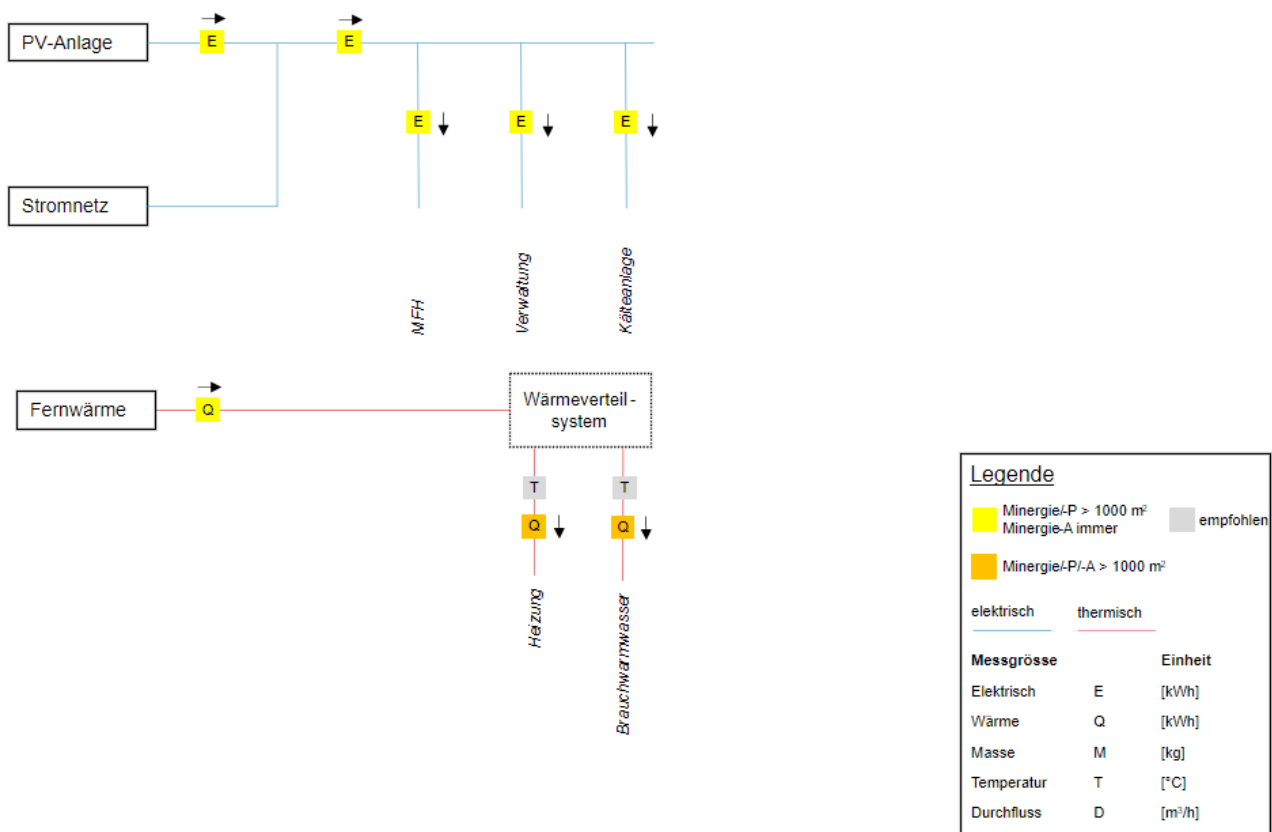 PV-Anlage
E
E
E
E
E
Stromnetz
MFH
Verwaltung
Kälteanlage
Fernwärme
Q
Wärmeverteil-
system
T
T
Q
Q
Heizung
Brauchwarmwasser
Legende
Minergie/-P > 1000 m²
Minergie-A immer
empfohlen
Minergie/-P/-A > 1000 m²
elektrisch thermisch
Messgrösse Einheit
Elektrisch E [kWh]
Wärme Q [kWh]
Masse M [kg]
Temperatur T [°C]
Durchfluss D [m³/h]